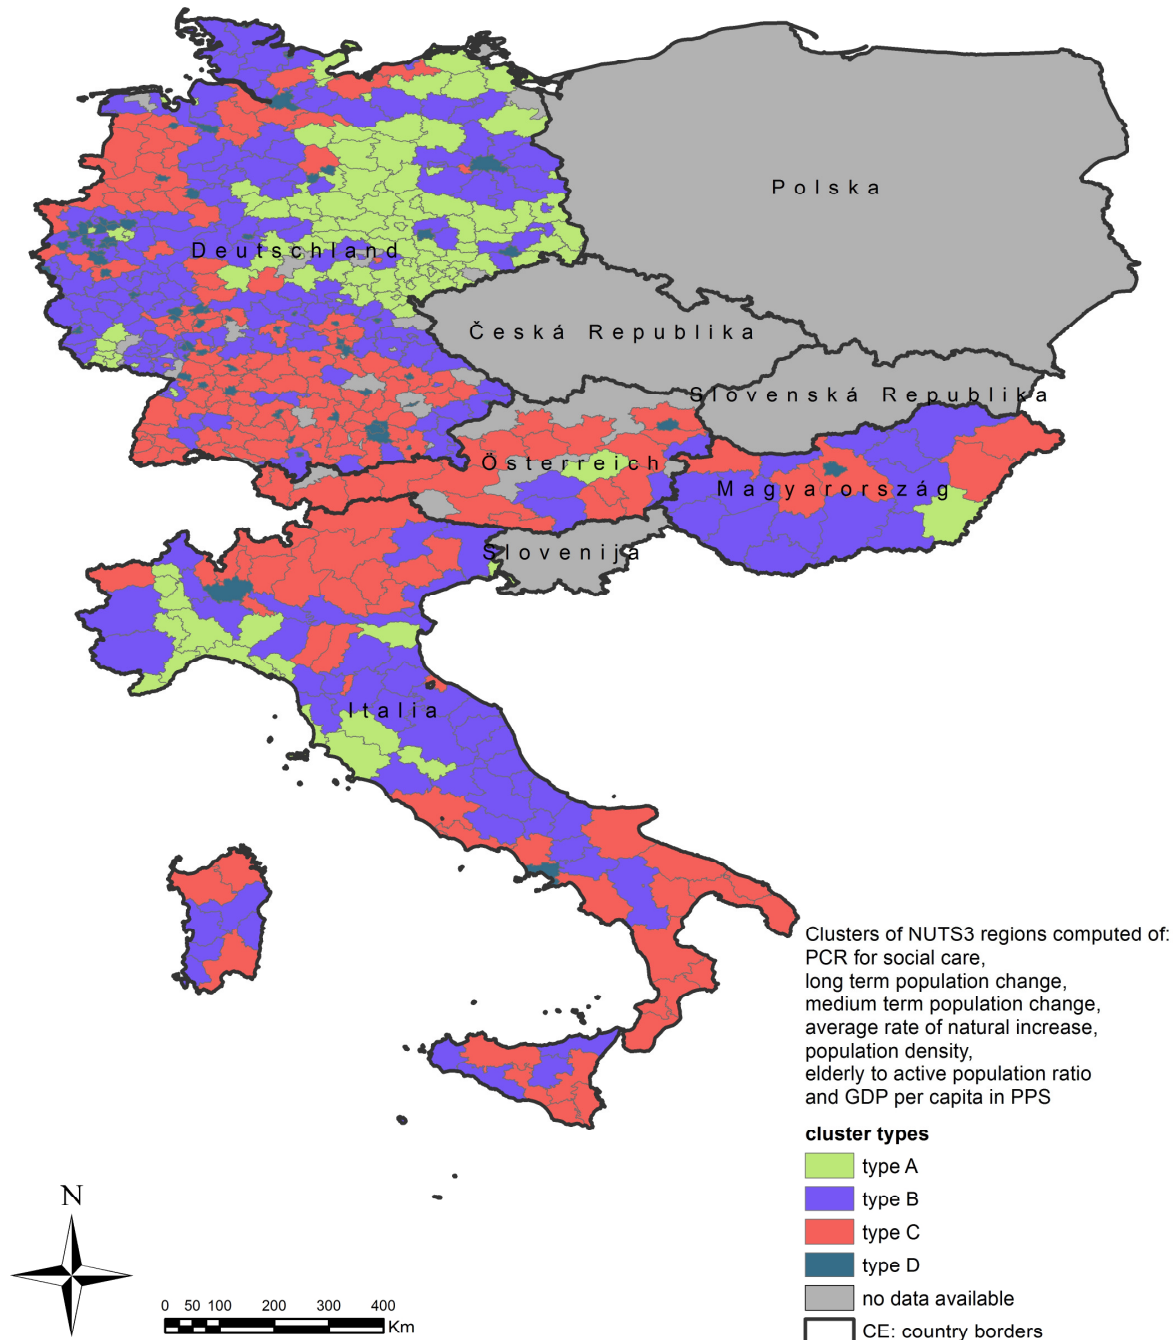 Polska
Deutschland
Česká Republika
Slovenská Republika
Österreich
Magyarország
Slovenija
Italia
Clusters of NUTS3 regions computed of:
PCR for social care,
long term population change,
medium term population change,
average rate of natural increase,
population density,
elderly to active population ratio
and GDP per capita in PPS
cluster types
type A
type B
type C
type D
no data available
CE: country borders
N
0 50 100 200 300 400
Km